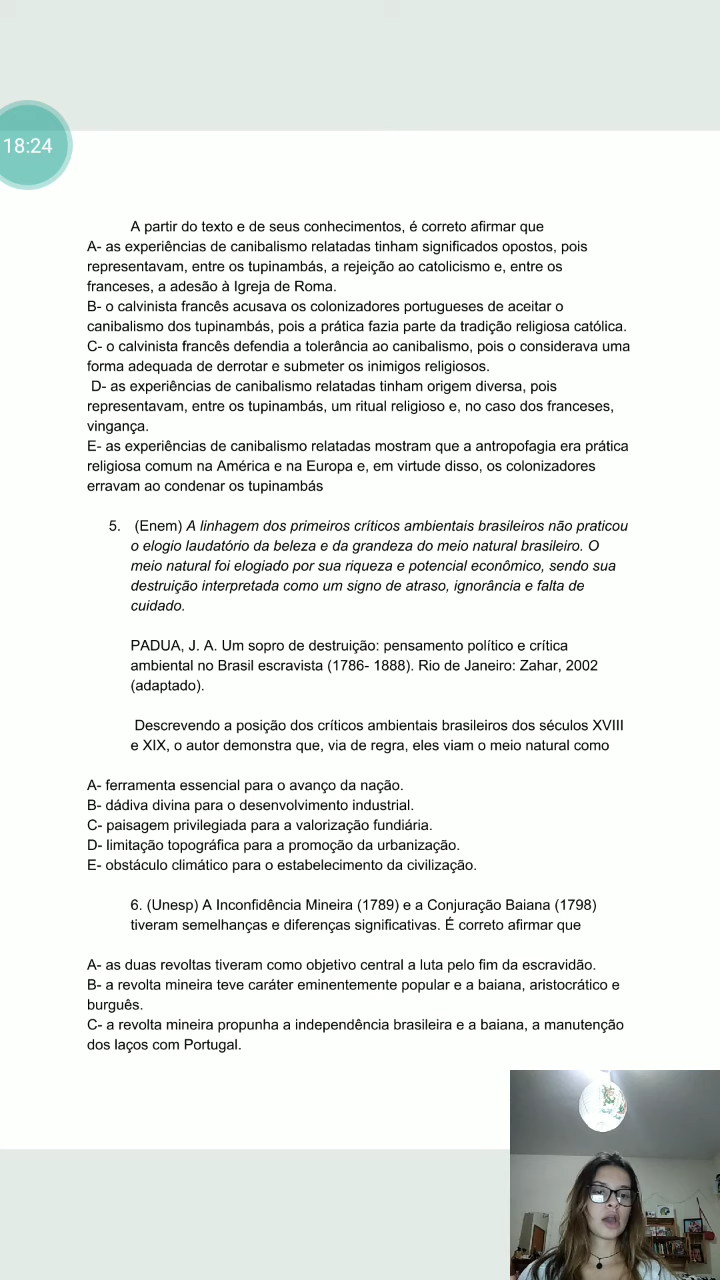 18:24
A partir do texto e de seus conhecimentos, é correto afirmar que
A- as experiências de canibalismo relatadas tinham significados opostos, pois
representavam, entre os tupinambás, a rejeição ao catolicismo e, entre os
franceses, a adesão à Igreja de Roma.
B- o calvinista francês acusava os colonizadores portugueses de aceitar o
canibalismo dos tupinambás, pois a prática fazia parte da tradição religiosa católica.
C- o calvinista francês defendia a tolerância ao canibalismo, pois o considerava uma
forma adequada de derrotar e submeter os inimigos religiosos.
D- as experiências de canibalismo relatadas tinham origem diversa, pois
representavam, entre os tupinambás, um ritual religioso e, no caso dos franceses,
vingança.
E- as experiências de canibalismo relatadas mostram que a antropofagia era prática
religiosa comum na América e na Europa e, em virtude disso, os colonizadores
erravam ao condenar os tupinambás
5. (Enem) A linhagem dos primeiros críticos ambientais brasileiros não praticou
o elogio laudatório da beleza e da grandeza do meio natural brasileiro. O
meio natural foi elogiado por sua riqueza e potencial econômico, sendo sua
destruição interpretada como um signo de atraso, ignorância e falta de
cuidado.
PADUA, J. A. Um sopro de destruição: pensamento político e crítica
ambiental no Brasil escravista (1786- 1888). Rio de Janeiro: Zahar, 2002
(adaptado).
Descrevendo a posição dos críticos ambientais brasileiros dos séculos XVIII
e XIX, o autor demonstra que, via de regra, eles viam o meio natural como
A- ferramenta essencial para o avanço da nação.
B- dádiva divina para o desenvolvimento industrial.
C- paisagem privilegiada para a valorização fundiária.
D- limitação topográfica para a promoção da urbanização.
E- obstáculo climático para o estabelecimento da civilização.
6. (Unesp) A Inconfidência Mineira (1789) e a Conjuração Baiana (1798)
tiveram semelhanças e diferenças significativas. É correto afirmar que
A- as duas revoltas tiveram como objetivo central a luta pelo fim da escravidão.
B- a revolta mineira teve caráter eminentemente popular e a baiana, aristocrático e
burguês.
C- a revolta mineira propunha a independência brasileira e a baiana, a manutenção
dos laços com Portugal.